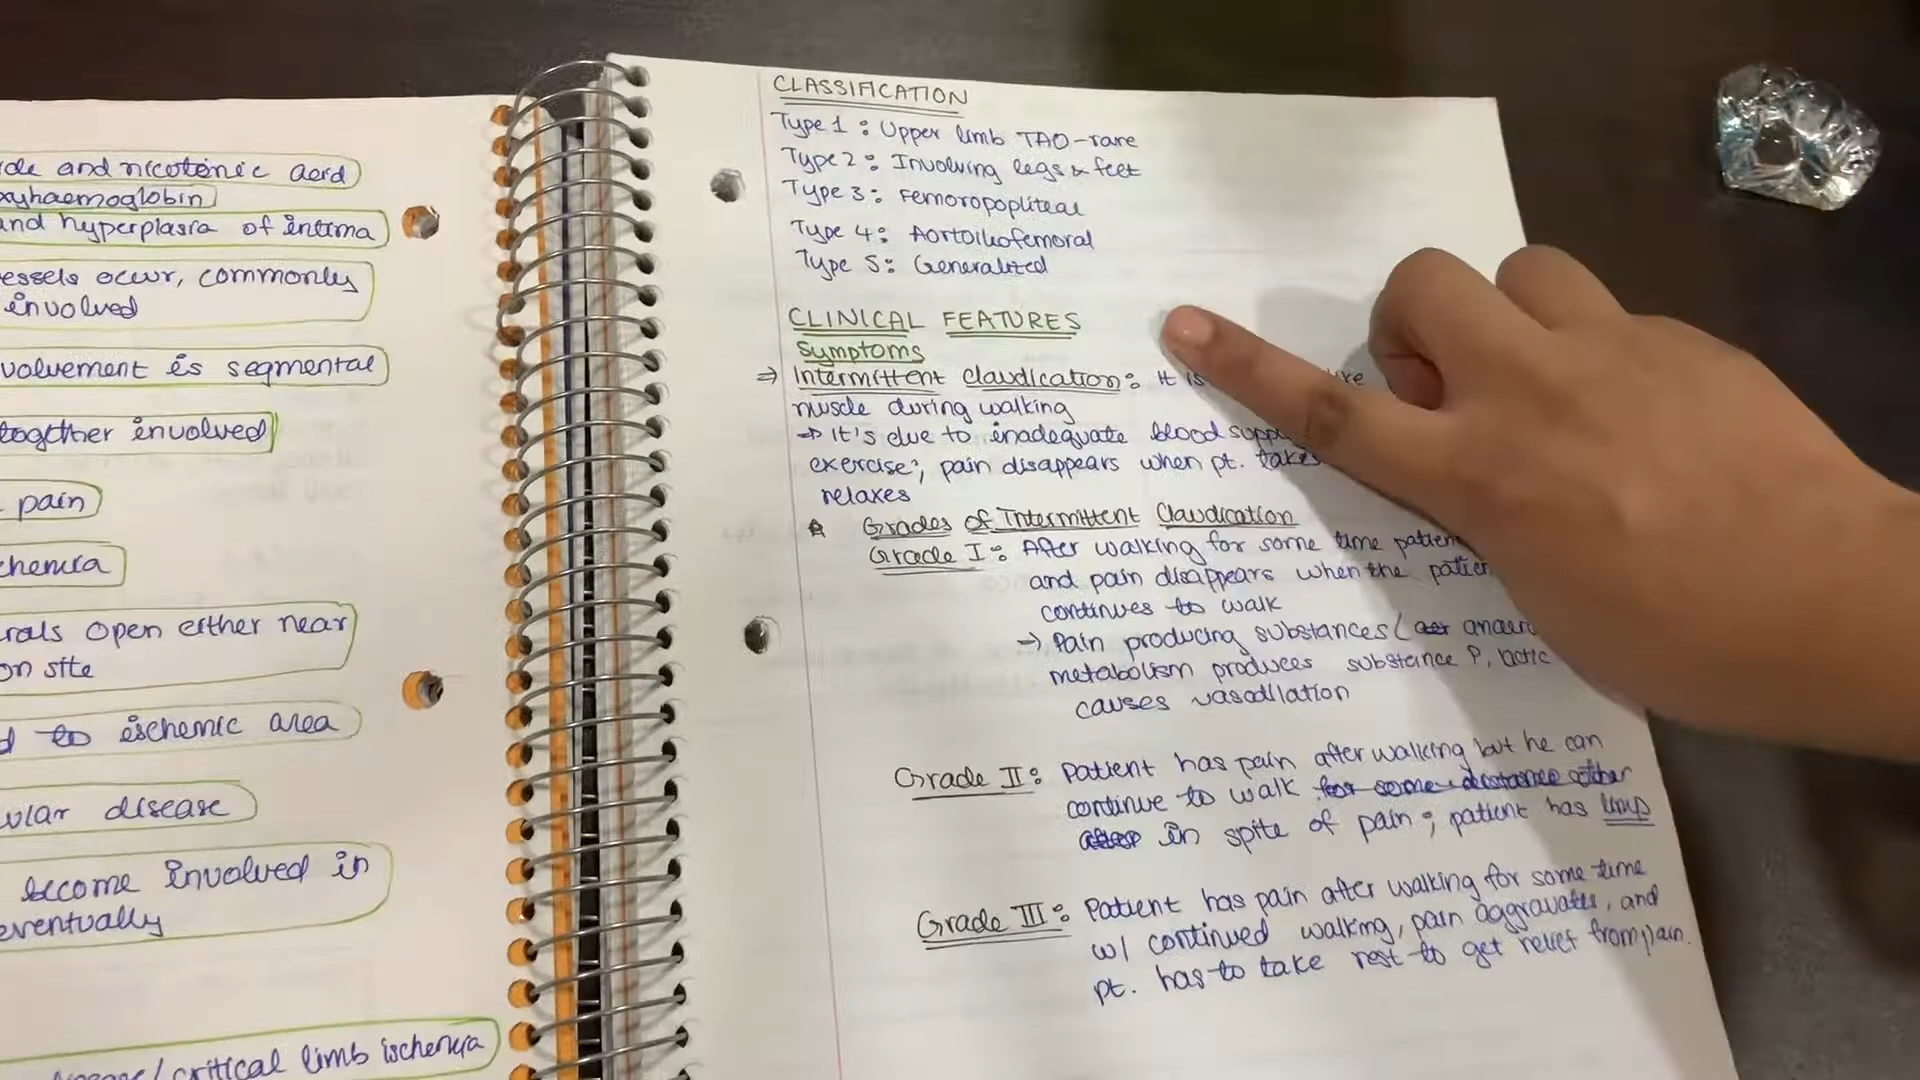 and nicotinic acid
and hyperplasia of intima
occur, commonly
involved
is segmental
together involved
pain
open either near
on site
to ischemic area
disease
become involved in
eventually
critical limb ischemia
CLASSIFICATION
Type 1 : Upper limb TAO-rare
Type 2 : Involving legs & feet
Type 3 : Femoropopliteal
Type 4 : Aortoiliofemoral
Type 5 : Generalized
CLINICAL FEATURES
Symptoms
⇒ Intermittent Claudication : It is
muscle during walking
→ It's due to inadequate blood
exercise; pain disappears when pt. takes
relaxes
Grades of Intermittent Claudication
Grade I : After walking for some time
and pain disappears when the
continues to walk
→ Pain producing substances (
metabolism produces substance P, lactic
causes vasodilation
Grade II : Patient has pain after walking but he can
continue to walk for some distance
in spite of pain ; patient has limp
Grade III : Patient has pain after walking for some time
w/ continued walking, pain aggravates, and
pt. has to take rest to get relief from pain.